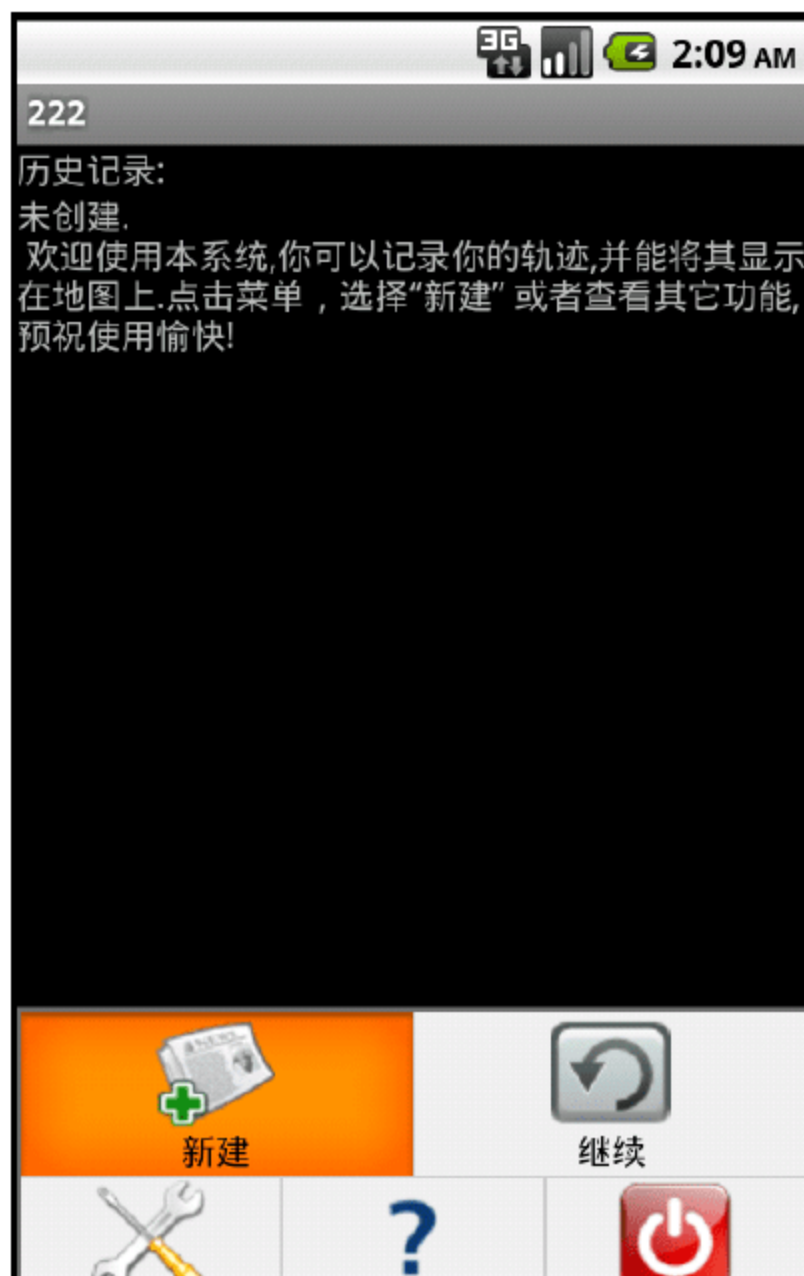 3G 2:09 AM
222
历史记录:
未创建.
欢迎使用本系统,你可以记录你的轨迹,并能将其显示
在地图上.点击菜单，选择“新建” 或者查看其它功能,
预祝使用愉快!
新建
继续
?